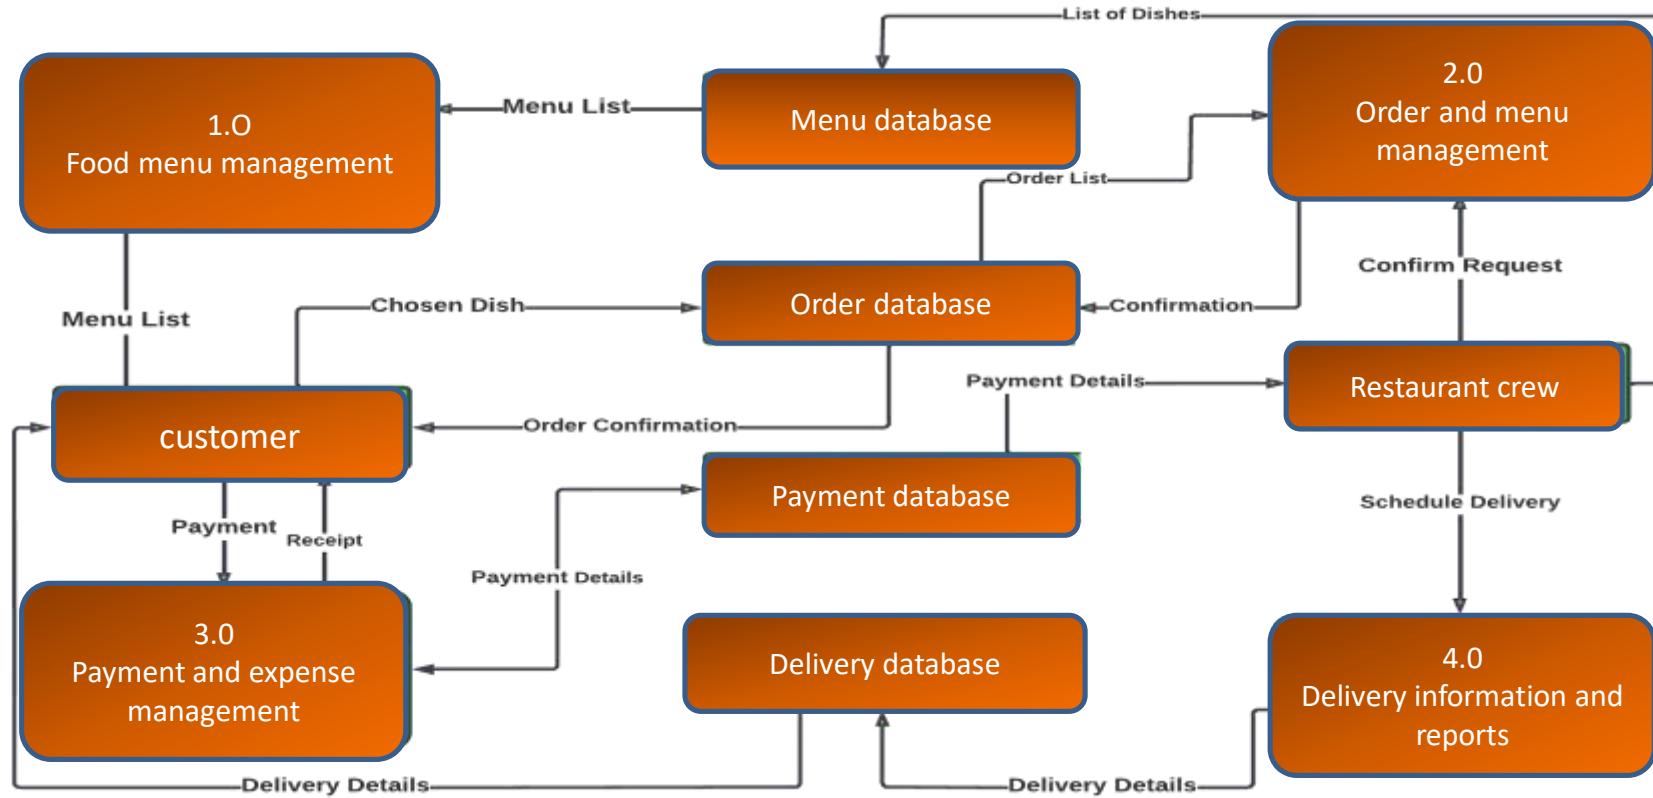 List of Dishes
1.O
Food menu management
Menu List
Menu database
2.0
Order and menu
management
Order List
Confirm Request
Menu List
Chosen Dish
Order database
Confirmation
Payment Details
Restaurant crew
customer
Order Confirmation
Payment database
Schedule Delivery
Payment
Receipt
Payment Details
3.0
Payment and expense
management
Delivery database
4.0
Delivery information and
reports
Delivery Details
Delivery Details